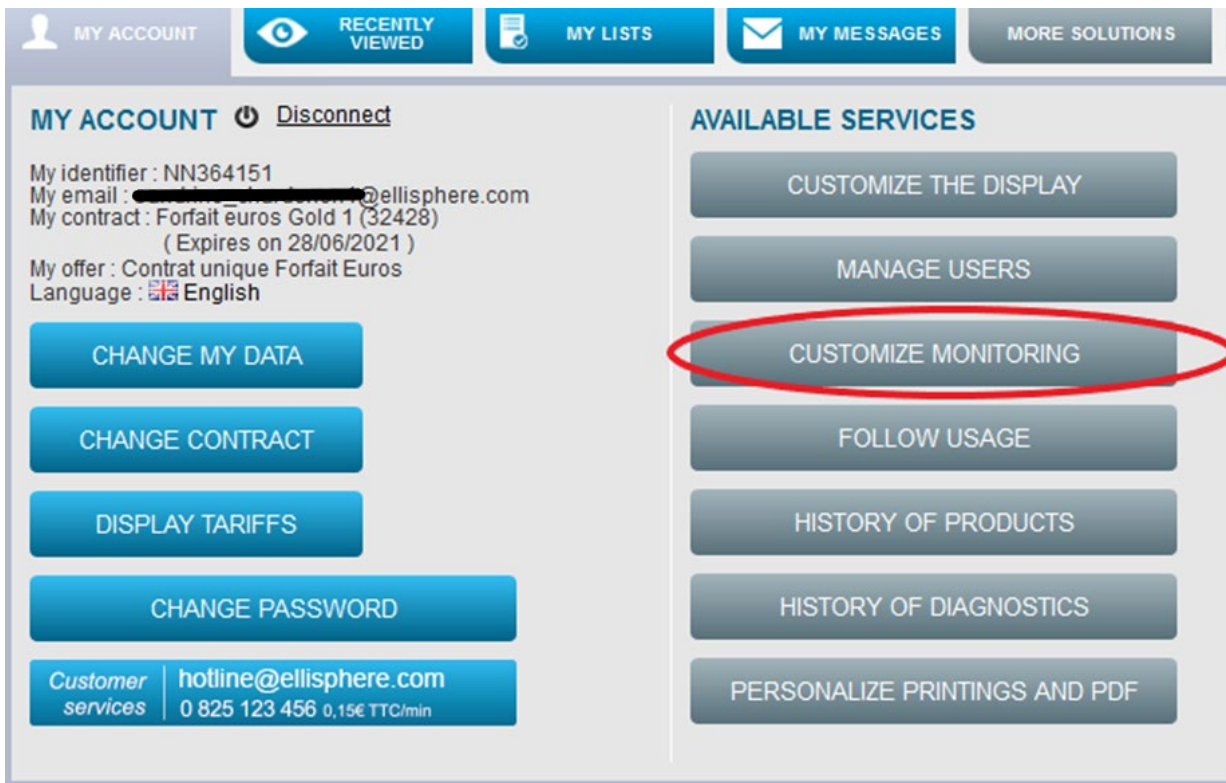 MY ACCOUNT
RECENTLY
VIEWED
MY LISTS
MY MESSAGES
MORE SOLUTIONS
MY ACCOUNT Disconnect
My identifier : NN364151
My email : @ellisphere.com
My contract : Forfait euros Gold 1 (32428)
( Expires on 28/06/2021 )
My offer : Contrat unique Forfait Euros
Language : English
CHANGE MY DATA
CHANGE CONTRACT
DISPLAY TARIFFS
CHANGE PASSWORD
Customer
services
hotline@ellisphere.com
0 825 123 456 0,15€ TTC/min
AVAILABLE SERVICES
CUSTOMIZE THE DISPLAY
MANAGE USERS
CUSTOMIZE MONITORING
FOLLOW USAGE
HISTORY OF PRODUCTS
HISTORY OF DIAGNOSTICS
PERSONALIZE PRINTINGS AND PDF